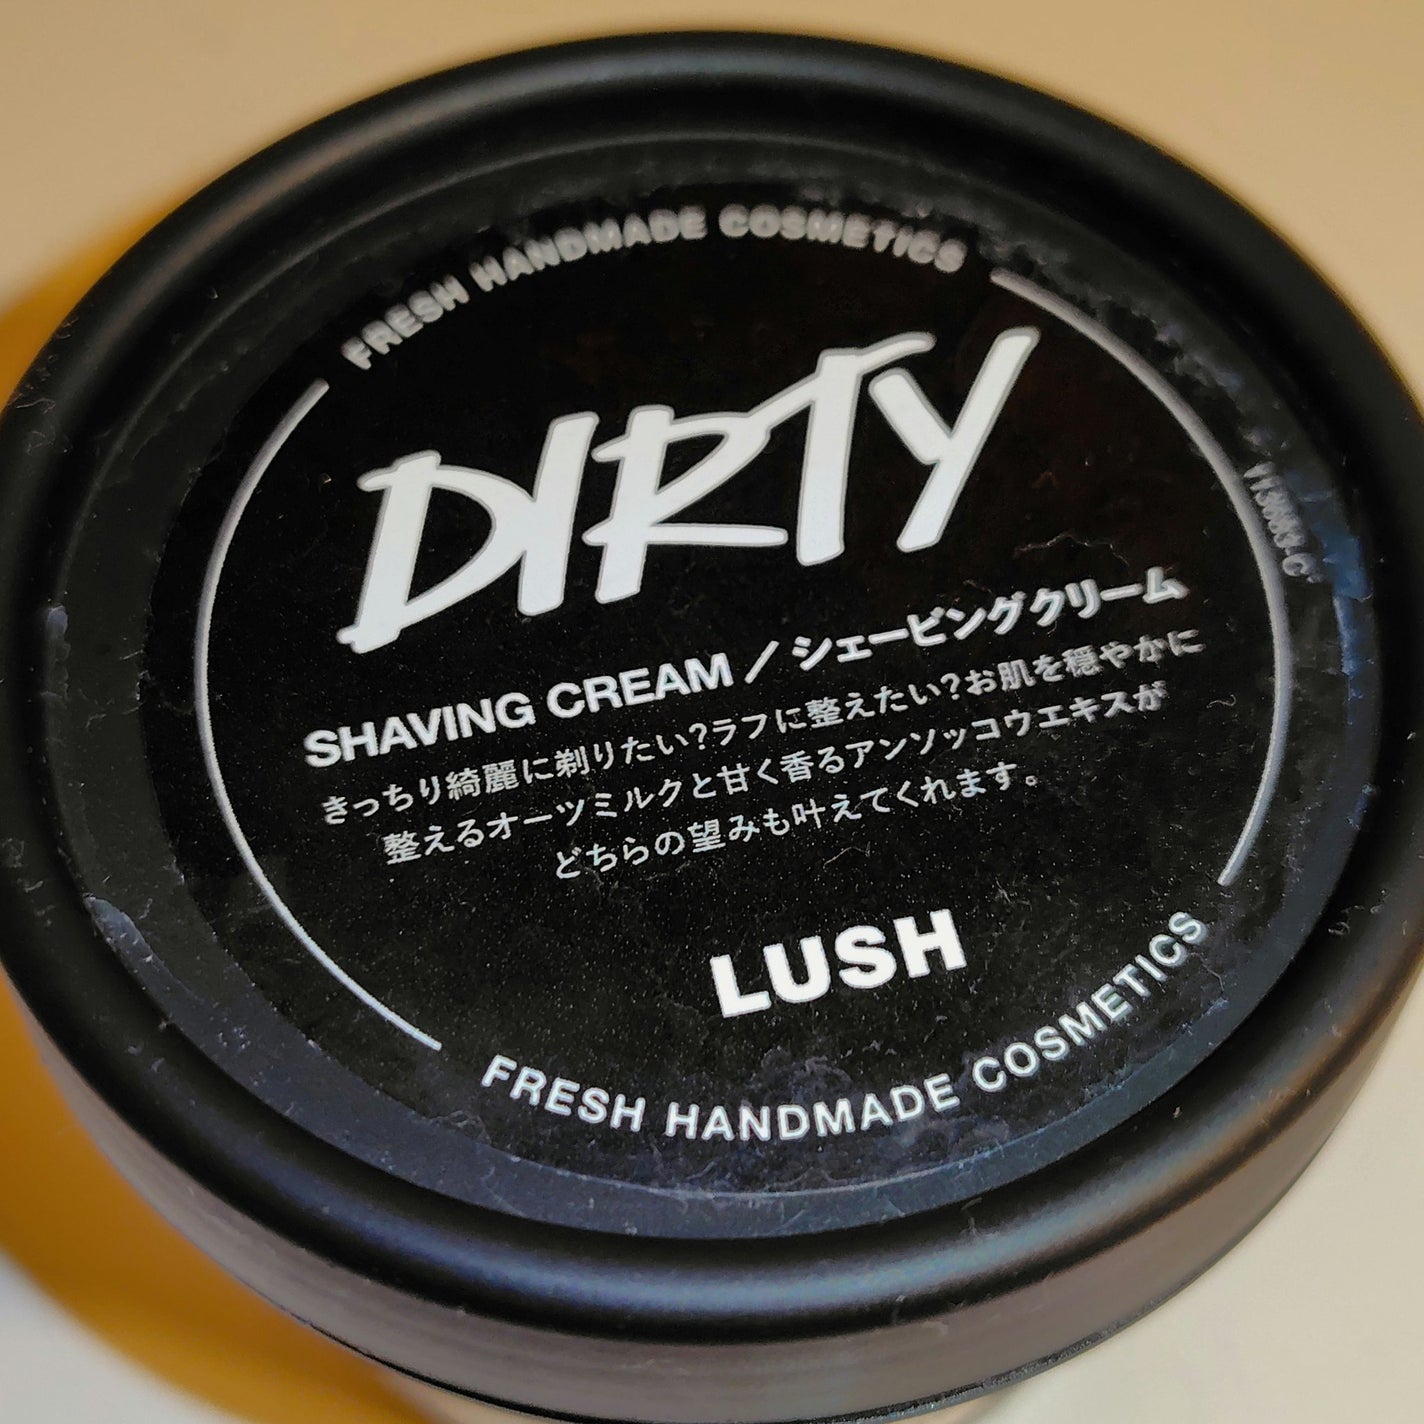 FRESH HANDMADE COSMETICS
DIRTY
SHAVING CREAM/シェービングクリーム
きっちり綺麗に剃りたい?ラフに整えたい?お肌を穏やかに
整えるオーツミルクと甘く香るアンソッコウエキスが
どちらの望みも叶えてくれます。
LUSH
FRESH HANDMADE COSMETICS